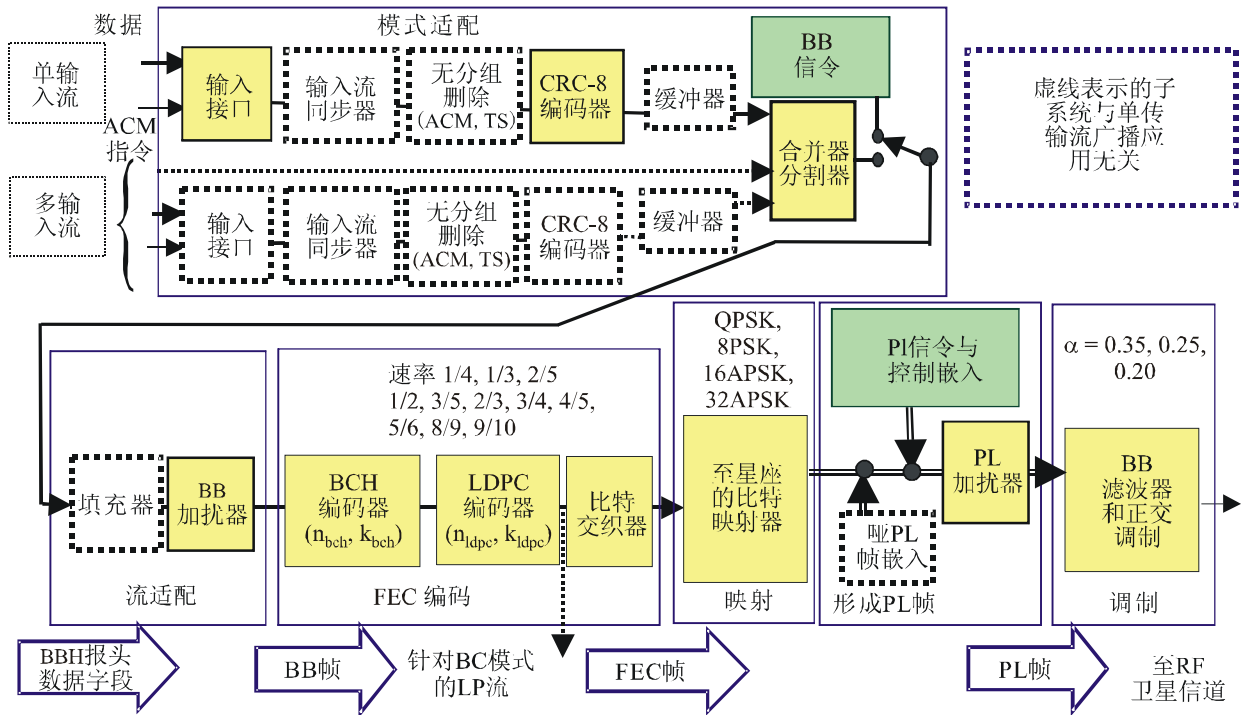 数据
模式适配
单输
入流
输入
接口
输入流
同步器
无分组
删除
(ACM, TS)
CRC-8
编码器
缓冲器
BB
信令
虚线表示的子
系统与单传
输流广播应
用无关
ACM
指令
合并器
分割器
多输
入流
输入
接口
输入流
同步器
无分组
删除
(ACM, TS)
CRC-8
编码器
缓冲器
填充器
BB
加扰器
流适配
速率 1/4, 1/3, 2/5
1/2, 3/5, 2/3, 3/4, 4/5,
5/6, 8/9, 9/10
BCH
编码器
(nbch, kbch)
LDPC
编码器
(nldpc, kldpc)
比特
交织器
FEC 编码
QPSK,
8PSK,
16APSK,
32APSK
至星座
的比特
映射器
映射
Pl信令与
控制嵌入
哑PL
帧嵌入
PL
加扰器
形成PL帧
α = 0.35, 0.25,
0.20
BB
滤波器
和正交
调制
调制
BBH报头
数据字段
BB帧
针对BC模式
的LP流
FEC帧
PL帧
至RF
卫星信道